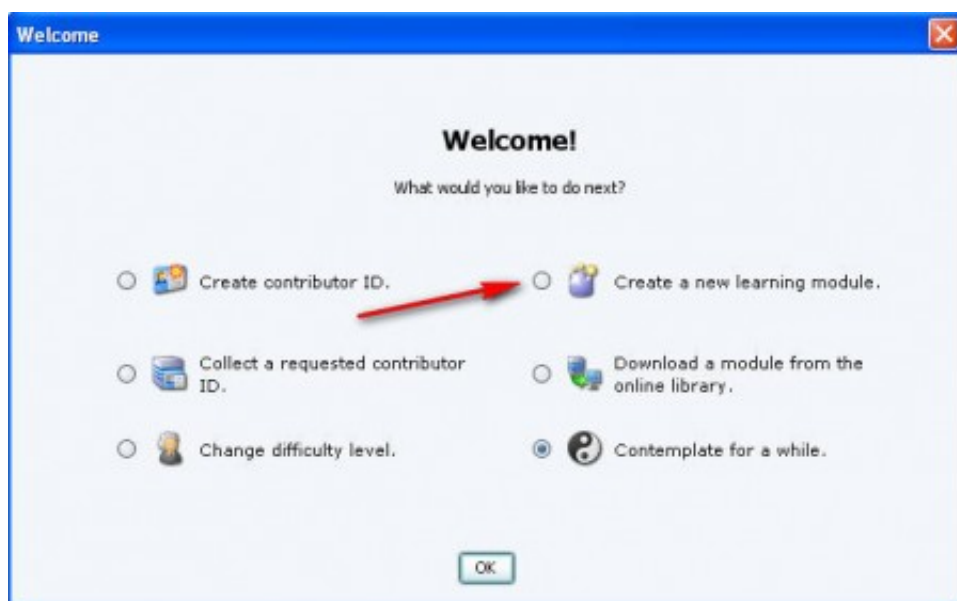 Welcome
Welcome!
What would you like to do next?
Create contributor ID.
Create a new learning module.
Collect a requested contributor
ID.
Download a module from the
online library.
Change difficulty level.
Contemplate for a while.
OK